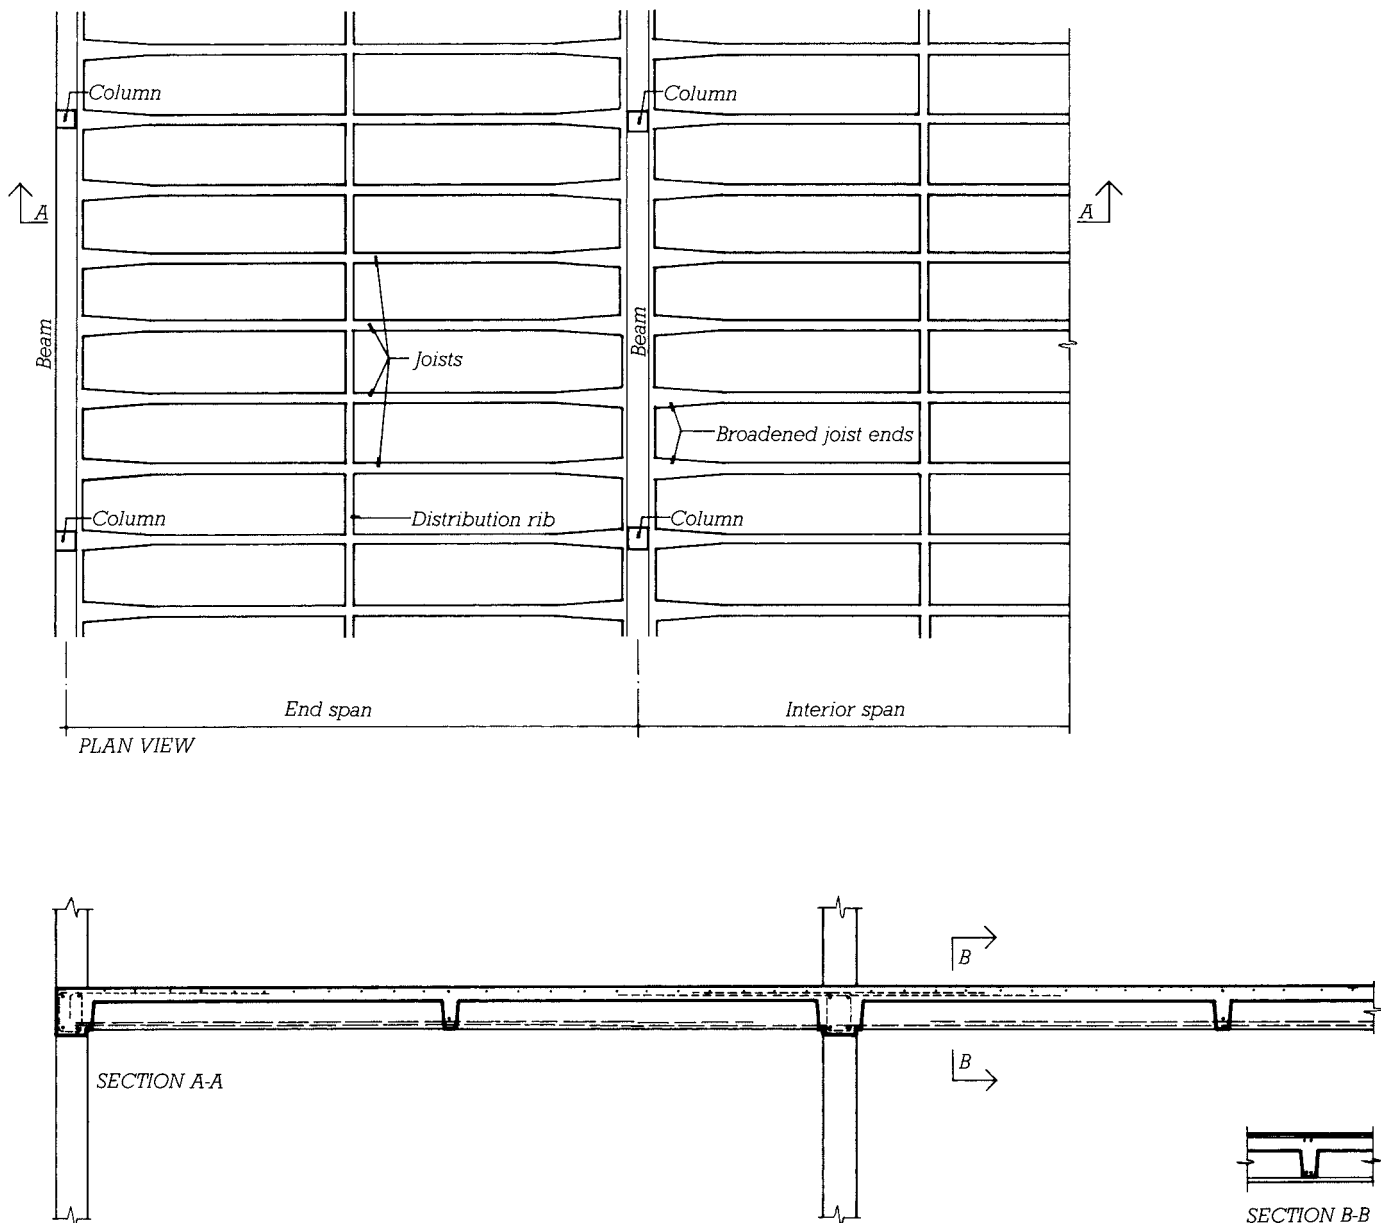 Column
Column
A
A
Beam
Beam
Joists
Broadened joist ends
Column
Distribution rib
Column
End span
Interior span
PLAN VIEW
B
B
SECTION A-A
SECTION B-B